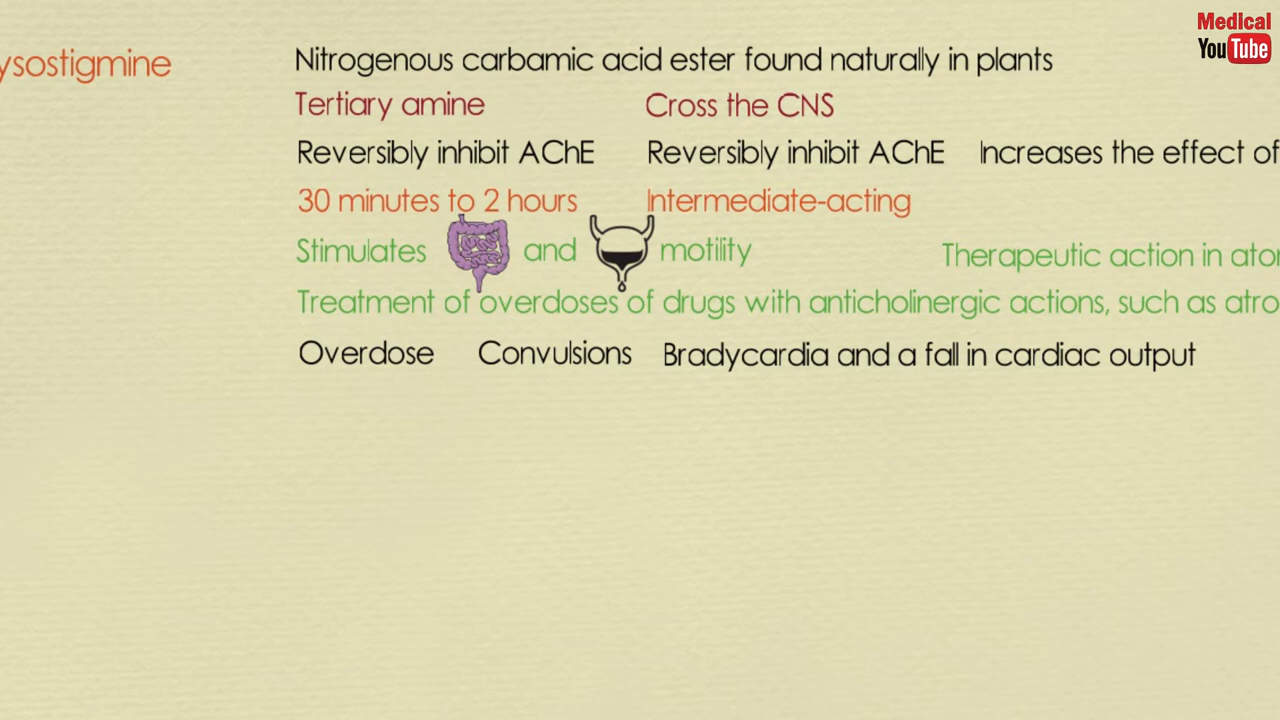 Medical
YouTube
ysostigmine
Nitrogenous carbamic acid ester found naturally in plants
Tertiary amine Cross the CNS
Reversibly inhibit AChE Reversibly inhibit AChE Increases the effect of
30 minutes to 2 hours Intermediate-acting
Stimulates and motility Therapeutic action in ato
Treatment of overdoses of drugs with anticholinergic actions, such as atro
Overdose Convulsions Bradycardia and a fall in cardiac output